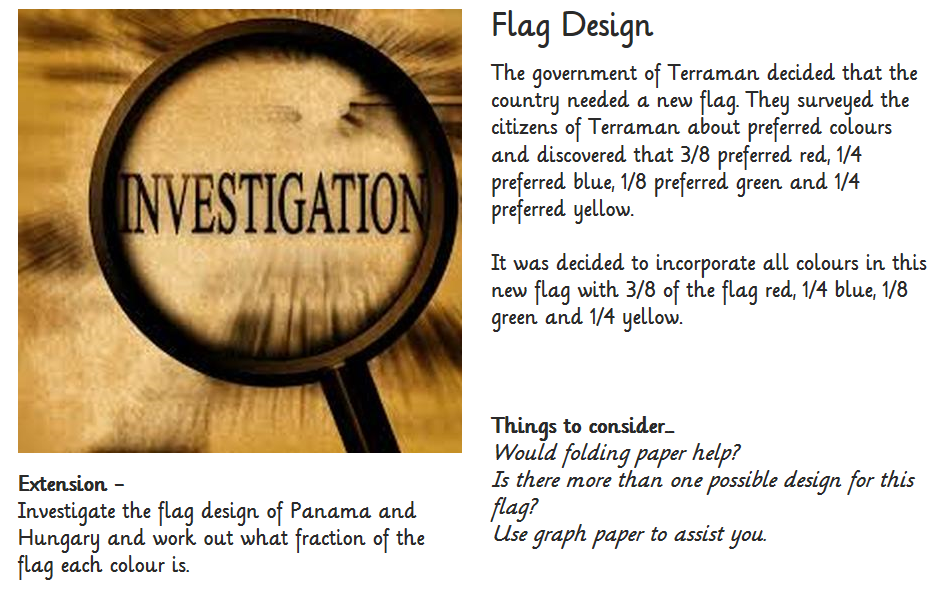 INVESTIGATION
Extension –
Investigate the flag design of Panama and
Hungary and work out what fraction of the
flag each colour is.
Flag Design
The government of Terraman decided that the
country needed a new flag. They surveyed the
citizens of Terraman about preferred colours
and discovered that 3/8 preferred red, 1/4
preferred blue, 1/8 preferred green and 1/4
preferred yellow.
It was decided to incorporate all colours in this
new flag with 3/8 of the flag red, 1/4 blue, 1/8
green and 1/4 yellow.
Things to consider…
Would folding paper help?
Is there more than one possible design for this
flag?
Use graph paper to assist you.